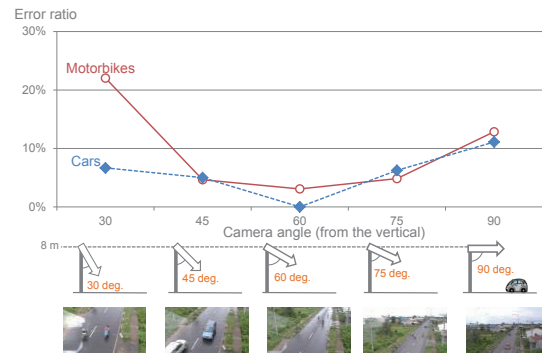 Error ratio
30%
20%
10%
0%
Motorbikes
Cars
30 45 60 75 90
Camera angle (from the vertical)
8 m
30 deg. 45 deg. 60 deg. 75 deg. 90 deg.